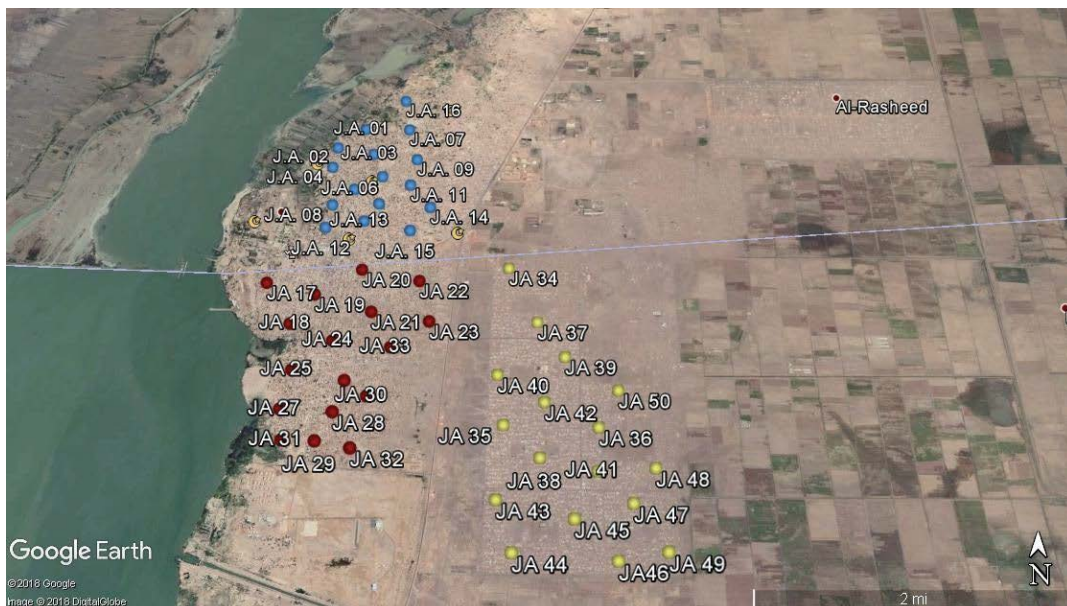 Al-Rasheed
J.A. 16
J.A. 01
J.A. 07
J.A. 02
J.A. 03
J.A. 09
J.A. 04
J.A. 06
J.A. 11
J.A. 08
J.A. 13
J.A. 14
J.A. 12
J.A. 15
JA 20
JA 34
JA 17
JA 22
JA 19
JA 18
JA 21
JA 23
JA 37
JA 24
JA 33
JA 39
JA 25
JA 40
JA 30
JA 42
JA 50
JA 27
JA 28
JA 35
JA 36
JA 31
JA 29
JA 32
JA 38
JA 41
JA 48
JA 43
JA 45
JA 47
JA 44
JA46
JA 49
Google Earth
N
©2018 Google
Image © 2018 DigitalGlobe
2 mi